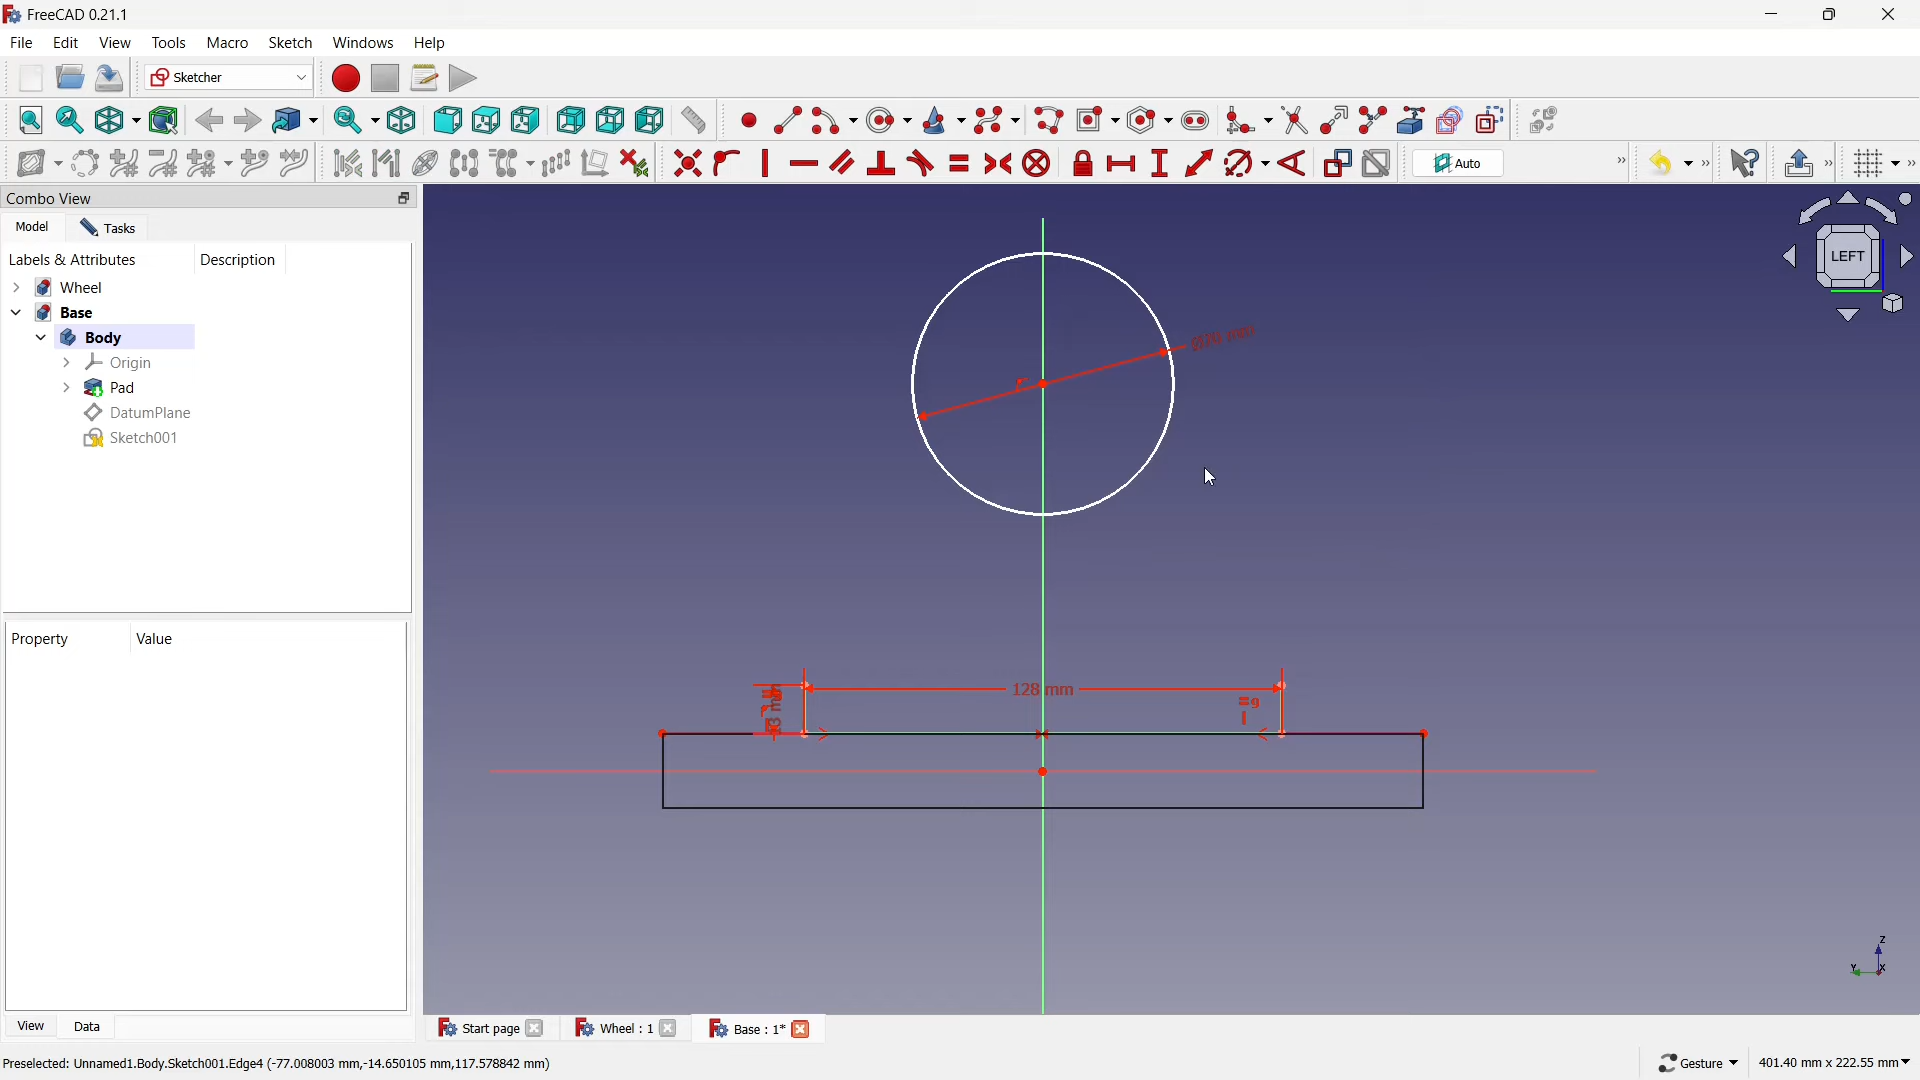 FreeCAD 0.21.1
File Edit View Tools Macro Sketch Windows Help
Sketcher
Auto
Combo View
Model Tasks
Labels & Attributes Description
Wheel
Base
Body
Origin
Pad
DatumPlane
Sketch001
Property Value
View Data
LEFT
128 mm
Z
Y X
Start page Wheel : 1 Base : 1*
Preselected: Unnamed1.Body.Sketch001.Edge4 (-77.008003 mm,-14.650105 mm,117.578842 mm)
Gesture 401.40 mm x 222.55 mm